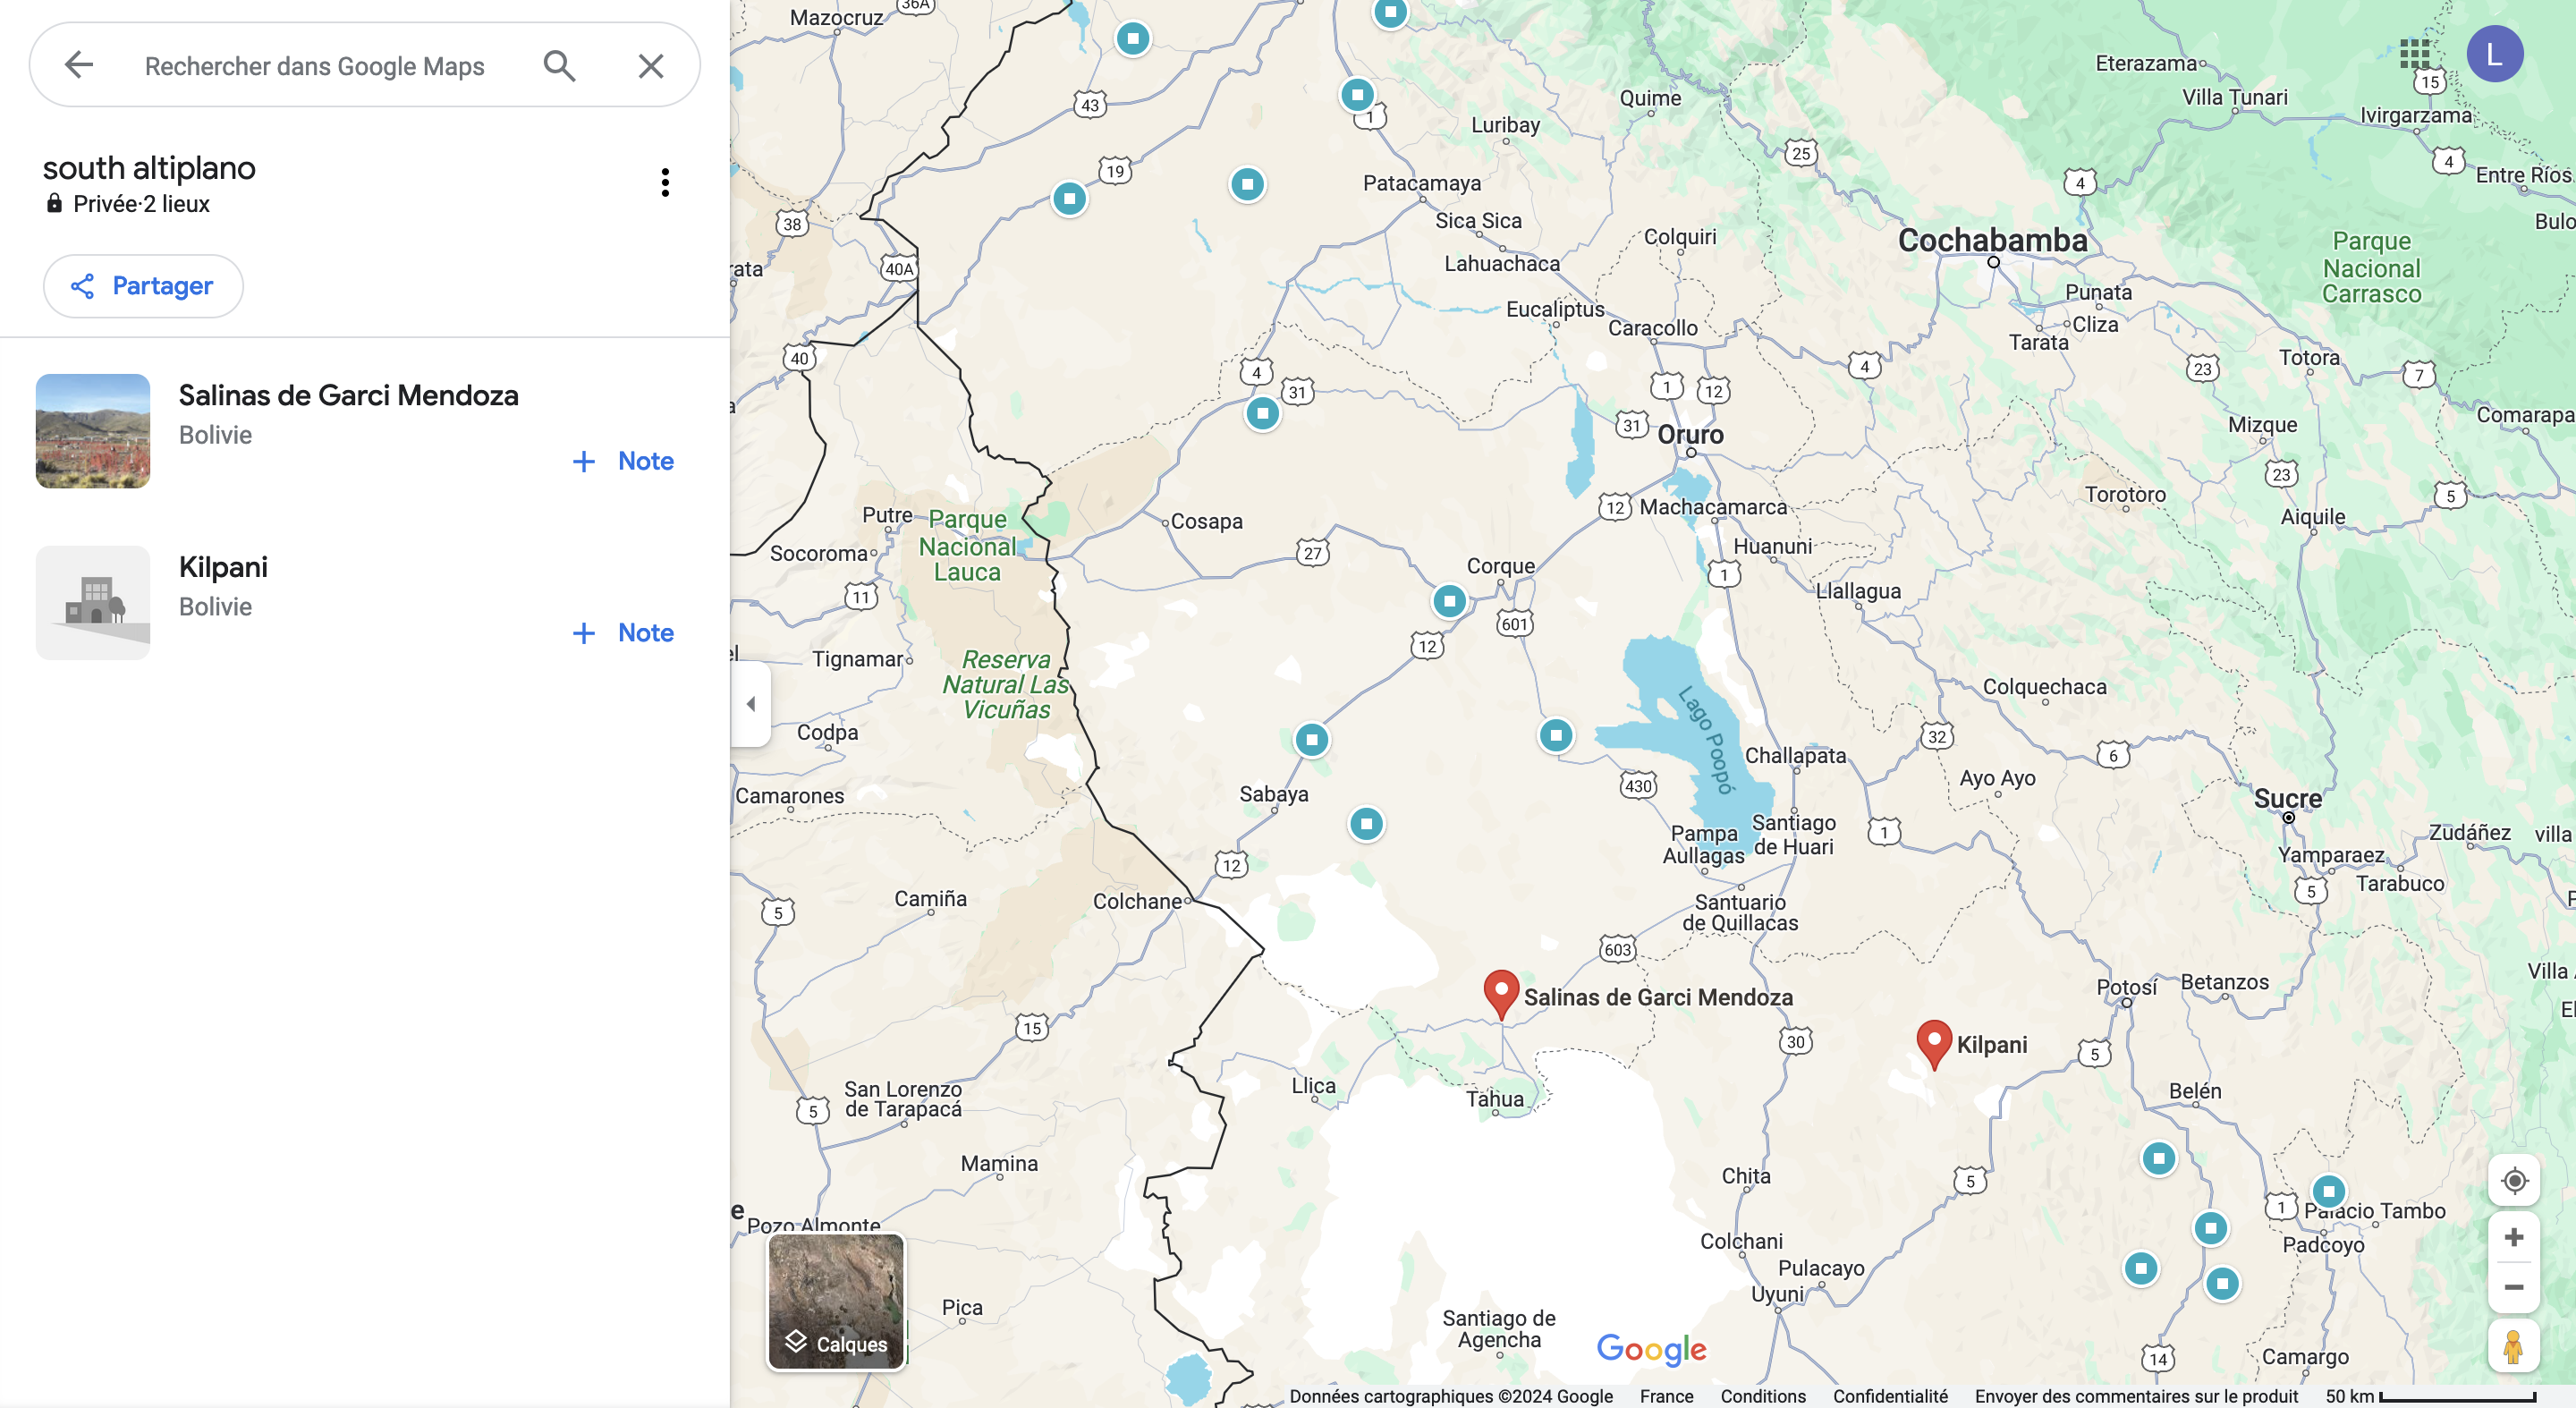 Rechercher dans Google Maps
south altiplano
Privée·2 lieux
Partager
Salinas de Garci Mendoza
Bolivie
+ Note
Kilpani
Bolivie
+ Note
Mazocruz
36A
Eterazama
L
15
Villa Tunari
Quime
43
1
Luribay
Ivirgarzama
25
4
19
Patacamaya
4
Entre Ríos
38
Sica Sica
Bulo
Colquiri
Cochabamba
Parque
Nacional
Carrasco
rata
40A
Lahuachaca
Punata
Eucaliptus
Caracollo
Cliza
Tarata
40
4
4
23
Totora
7
31
1
12
a
31
Oruro
Mizque
Comarapa
23
Torotoro
5
12
Machacamarca
Putre
Parque
Nacional
Lauca
Cosapa
Aiquile
Socoroma
27
Huanuni
Corque
1
11
Llallagua
601
12
el
Tignamar
Reserva
Natural Las
Vicuñas
Colquechaca
Lago Poopó
Codpa
32
6
Challapata
430
Ayo Ayo
Camarones
Sabaya
Sucre
Pampa
Aullagas
Santiago
de Huari
1
Zudáñez
villa
12
Yamparaez
5
Tarabuco
Camiña
Colchane
5
Santuario
de Quillacas
603
Villa
Salinas de Garci Mendoza
Potosí
Betanzos
15
30
Kilpani
5
El
Llica
Tahua
San Lorenzo
de Tarapacá
5
Belén
Mamina
Chita
5
e
Pozo Almonte
1
Palacio Tambo
Colchani
Padcoyo
Pulacayo
Uyuni
Pica
Santiago de
Agencha
Calques
Google
14
Camargo
Données cartographiques ©2024 Google France Conditions Confidentialité Envoyer des commentaires sur le produit 50 km